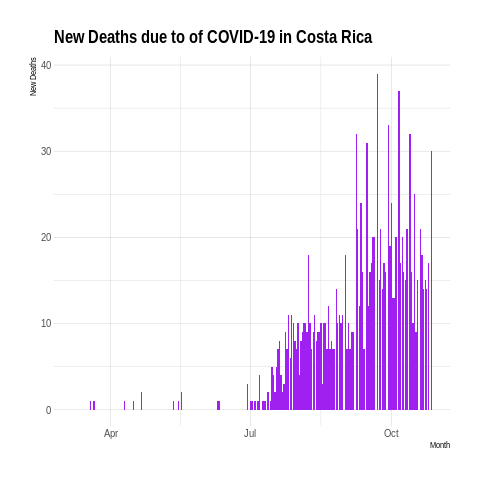 New Deaths due to of COVID-19 in Costa Rica
New Deaths
40
30
20
10
0
Apr
Jul
Oct
Month